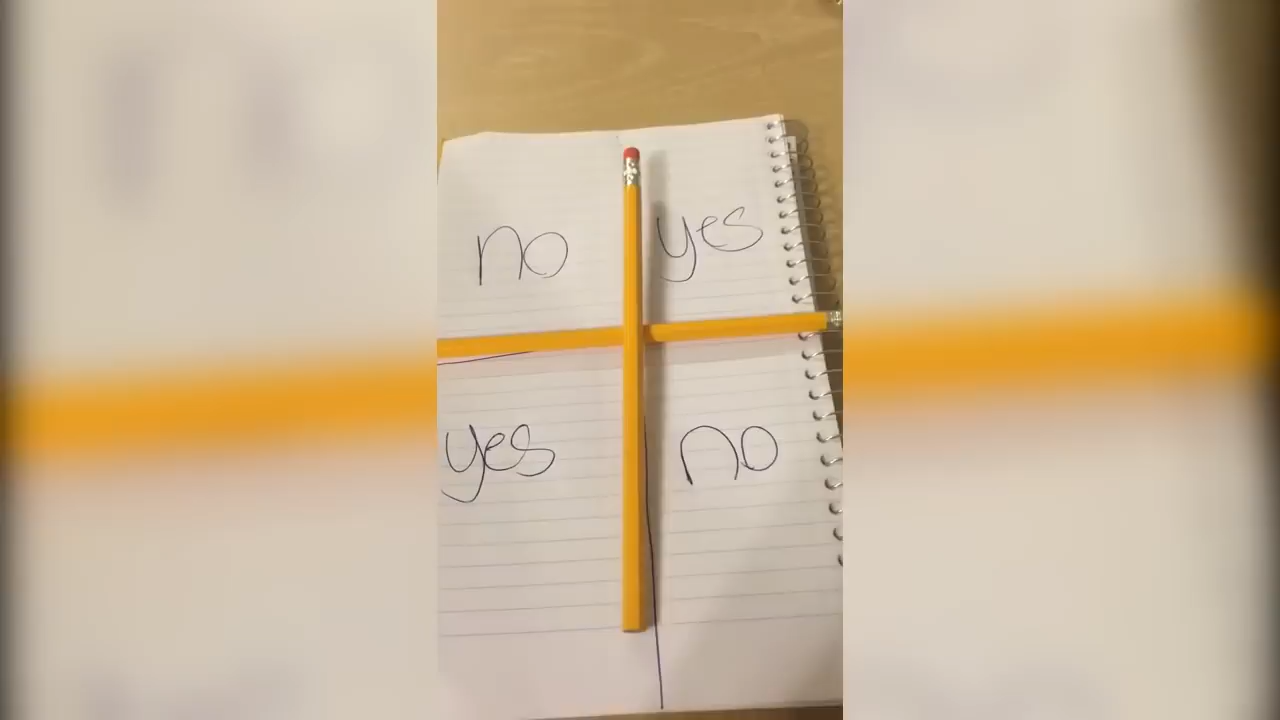 no yes
yes no